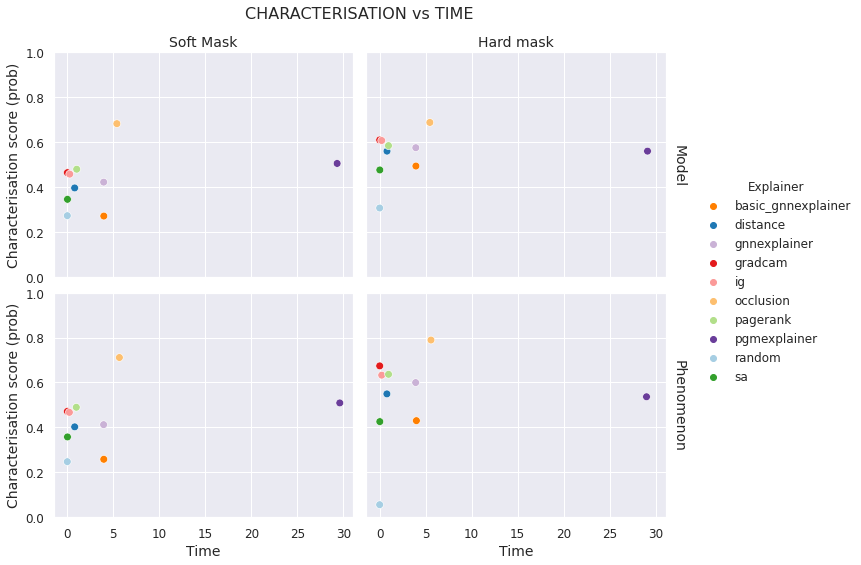 CHARACTERISATION vs TIME
Soft Mask
Hard mask
Characterisation score (prob)
1.0
0.8
0.6
0.4
0.2
0.0
Model
Characterisation score (prob)
1.0
0.8
0.6
0.4
0.2
0.0
Phenomenon
0 5 10 15 20 25 30
Time
0 5 10 15 20 25 30
Time
Explainer
basic_gnnexplainer
distance
gnnexplainer
gradcam
ig
occlusion
pagerank
pgmexplainer
random
sa